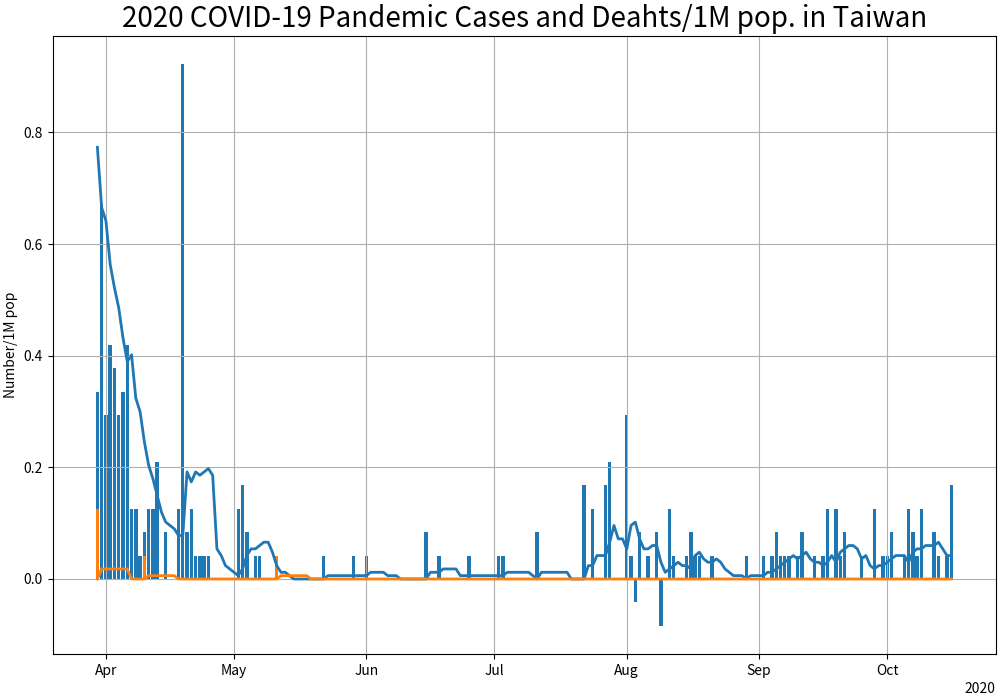 2020 COVID-19 Pandemic Cases and Deahts/1M pop. in Taiwan
Number/1M pop
0.8
0.6
0.4
0.2
0.0
Apr May Jun Jul Aug Sep Oct
2020